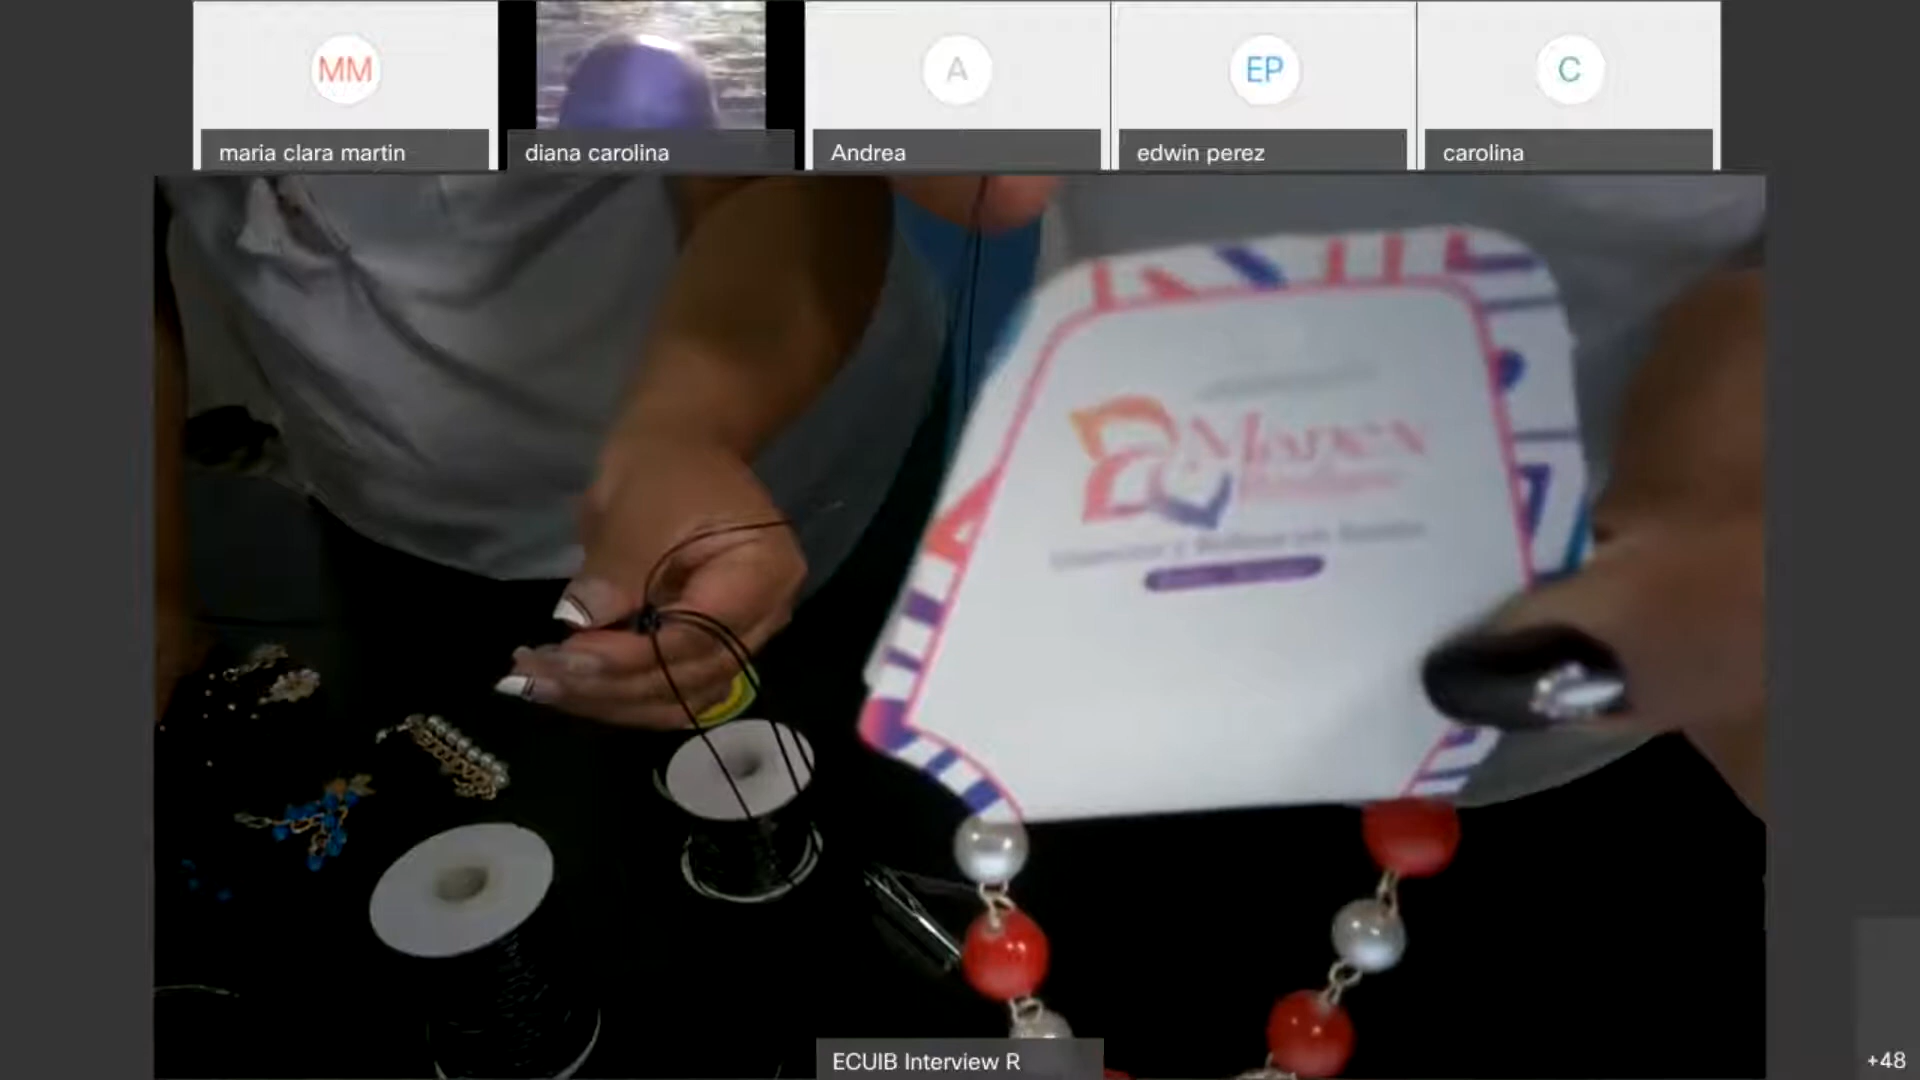 MM
maria clara martin
diana carolina
A
Andrea
EP
edwin perez
C
carolina
ECUIB Interview R
+48